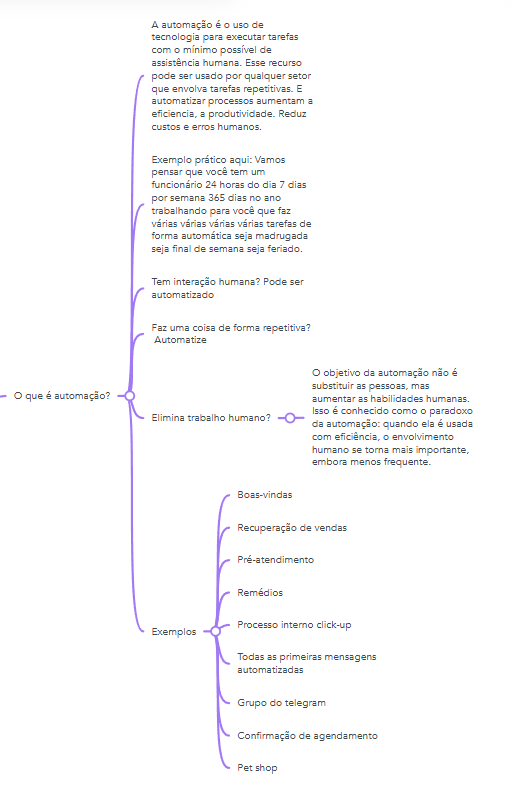 A automação é o uso de
tecnologia para executar tarefas
com o mínimo possível de
assistência humana. Esse recurso
pode ser usado por qualquer setor
que envolva tarefas repetitivas. E
automatizar processos aumentam a
eficiencia, a produtividade. Reduz
custos e erros humanos.
Exemplo prático aqui: Vamos
pensar que você tem um
funcionário 24 horas do dia 7 dias
por semana 365 dias no ano
trabalhando para você que faz
várias várias várias várias tarefas de
forma automática seja madrugada
seja final de semana seja feriado.
Tem interação humana? Pode ser
automatizado
Faz uma coisa de forma repetitiva?
Automatize
O que é automação?
Elimina trabalho humano?
O objetivo da automação não é
substituir as pessoas, mas
aumentar as habilidades humanas.
Isso é conhecido como o paradoxo
da automação: quando ela é usada
com eficiência, o envolvimento
humano se torna mais importante,
embora menos frequente.
Exemplos
Boas-vindas
Recuperação de vendas
Pré-atendimento
Remédios
Processo interno click-up
Todas as primeiras mensagens
automatizadas
Grupo do telegram
Confirmação de agendamento
Pet shop